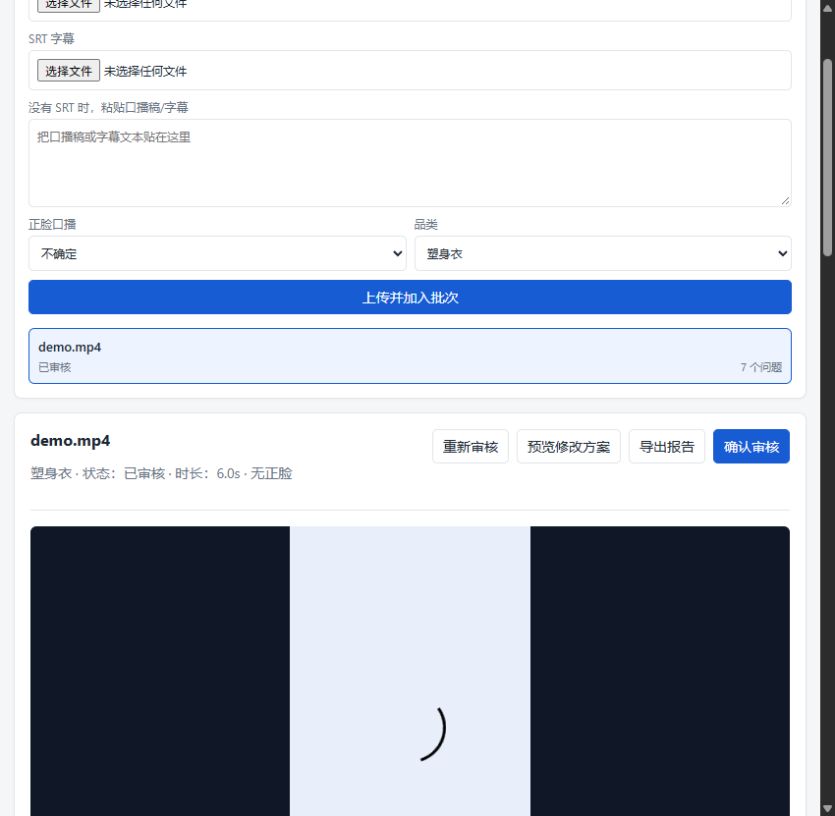 选择文件 未选择任何文件
SRT 字幕
选择文件 未选择任何文件
没有 SRT 时，粘贴口播稿/字幕
把口播稿或字幕文本贴在这里
正脸口播 品类
不确定 塑身衣
上传并加入批次
demo.mp4
已审核 7 个问题
demo.mp4
重新审核 预览修改方案 导出报告 确认审核
塑身衣 · 状态：已审核 · 时长：6.0s · 无正脸